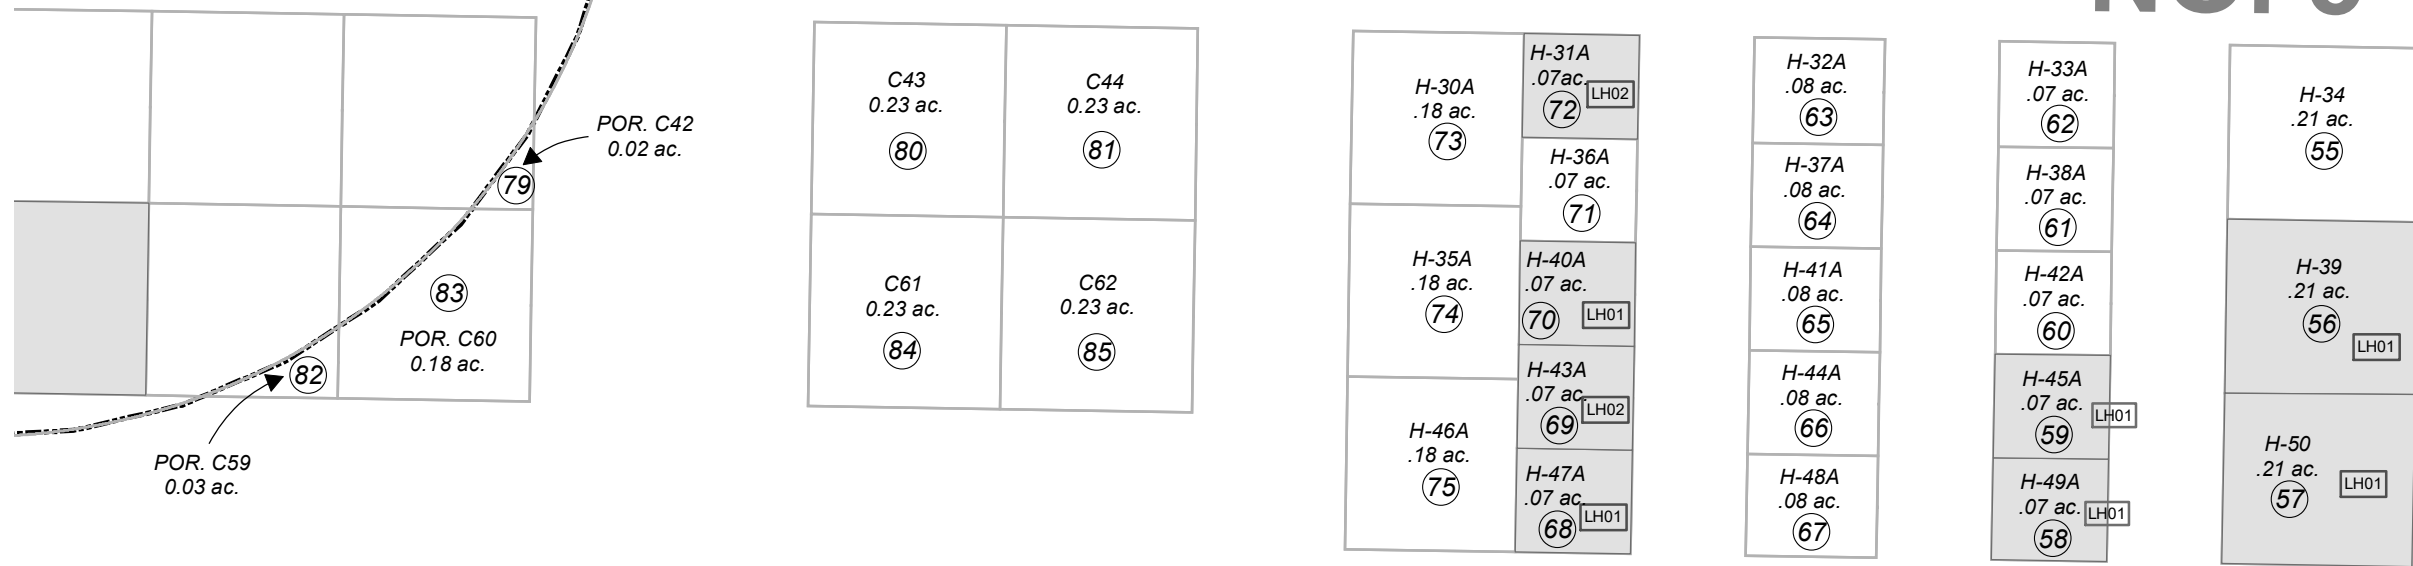 POR. C42
0.02 ac.
79
83
POR. C60
0.18 ac.
82
POR. C59
0.03 ac.
C43
0.23 ac.
80
C44
0.23 ac.
81
C61
0.23 ac.
84
C62
0.23 ac.
85
H-30A
.18 ac.
73
H-35A
.18 ac.
74
H-46A
.18 ac.
75
H-31A
.07ac.
LH02
72
H-36A
.07 ac.
71
H-40A
.07 ac.
70
LH01
H-43A
.07 ac.
LH02
69
H-47A
.07 ac.
LH01
68
H-32A
.08 ac.
63
H-37A
.08 ac.
64
H-41A
.08 ac.
65
H-44A
.08 ac.
66
H-48A
.08 ac.
67
H-33A
.07 ac.
62
H-38A
.07 ac.
61
H-42A
.07 ac.
60
H-45A
.07 ac.
LH01
59
H-49A
.07 ac.
LH01
58
H-34
.21 ac.
55
H-39
.21 ac.
56
LH01
H-50
.21 ac.
LH01
57